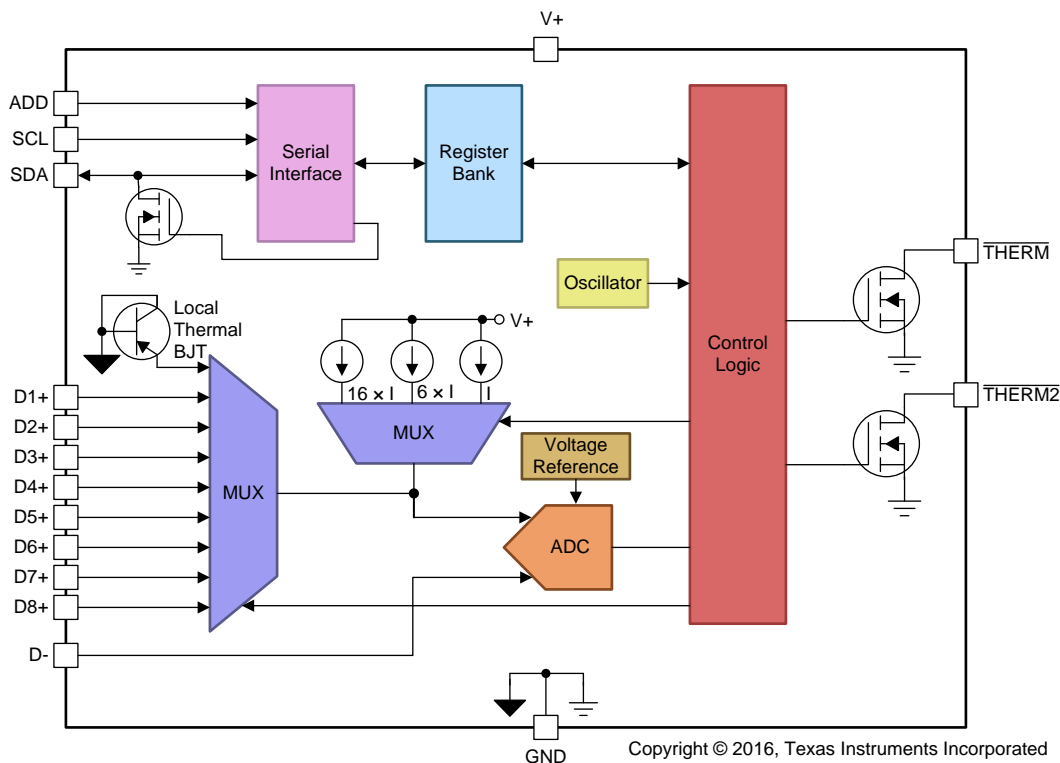 V+
ADD
SCL
SDA
Serial
Interface
Register
Bank
THERM
Oscillator
Local
Thermal
BJT
V+
Control
Logic
16 × I
6 × I
I
THERM2
D1+
D2+
D3+
D4+
D5+
D6+
D7+
D8+
D-
MUX
MUX
Voltage
Reference
ADC
GND
Copyright © 2016, Texas Instruments Incorporated